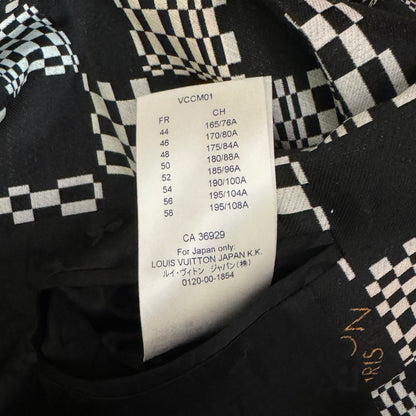 VCCM01
FR CH
44 165/76A
46 170/80A
48 175/84A
50 180/88A
52 185/96A
54 190/100A
56 195/104A
58 195/108A
CA 36929
For Japan only:
LOUIS VUITTON JAPAN K.K.
ルイ・ヴィトン ジャパン(株)
0120-00-1854
ON
RIS